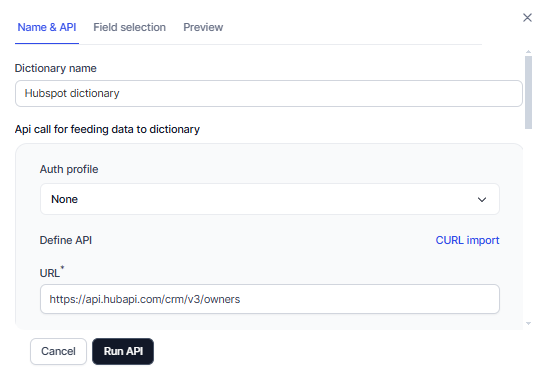 Name & API Field selection Preview
Dictionary name
Hubspot dictionary
Api call for feeding data to dictionary
Auth profile
None
Define API CURL import
URL*
https://api.hubapi.com/crm/v3/owners
Cancel Run API